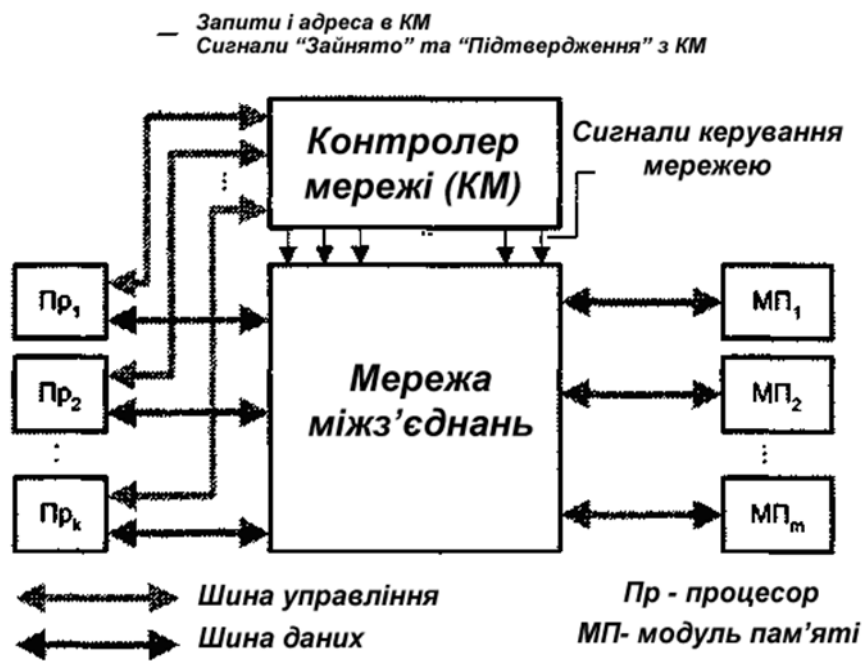 — Запити і адреса в КМ
Сигнали “Зайнято” та “Підтвердження” з КМ
Контролер
мережі (КМ)
Сигнали керування
мережею
Пр₁
Пр₂
Прₖ
Мережа
міжз’єднань
МП₁
МП₂
МПₘ
Шина управління
Шина даних
Пр - процесор
МП- модуль пам’яті